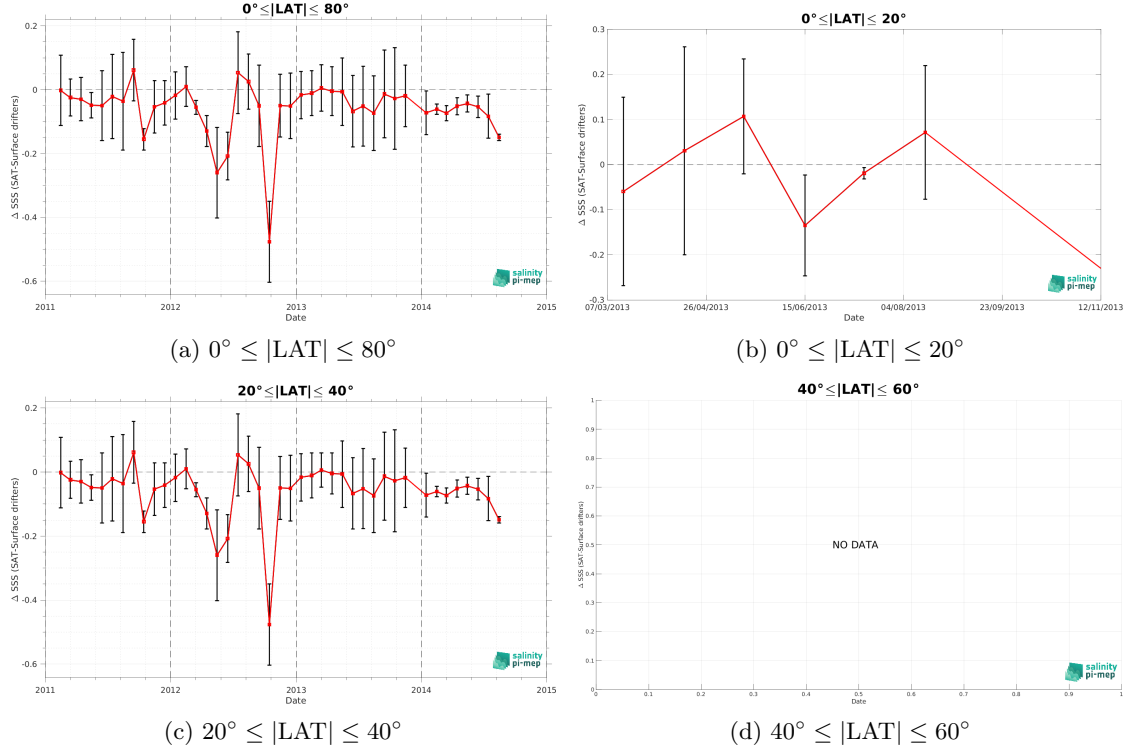 0°≤|LAT|≤ 80°
0.2
0
-0.2
-0.4
-0.6
Δ SSS (SAT-Surface drifters)
2011 2012 2013 2014 2015
Date
salinity
pi-mep
(a) 0° ≤ |LAT| ≤ 80°
0°≤|LAT|≤ 20°
0.3
0.2
0.1
0
-0.1
-0.2
-0.3
Δ SSS (SAT-Surface drifters)
07/03/2013 26/04/2013 15/06/2013 04/08/2013 23/09/2013 12/11/2013
Date
salinity
pi-mep
(b) 0° ≤ |LAT| ≤ 20°
20°≤|LAT|≤ 40°
0.2
0
-0.2
-0.4
-0.6
Δ SSS (SAT-Surface drifters)
2011 2012 2013 2014 2015
Date
salinity
pi-mep
(c) 20° ≤ |LAT| ≤ 40°
40°≤|LAT|≤ 60°
1
0.9
0.8
0.7
0.6
0.5
0.4
0.3
0.2
0.1
0
Δ SSS (SAT-Surface drifters)
NO DATA
0 0.1 0.2 0.3 0.4 0.5 0.6 0.7 0.8 0.9 1
Date
salinity
pi-mep
(d) 40° ≤ |LAT| ≤ 60°